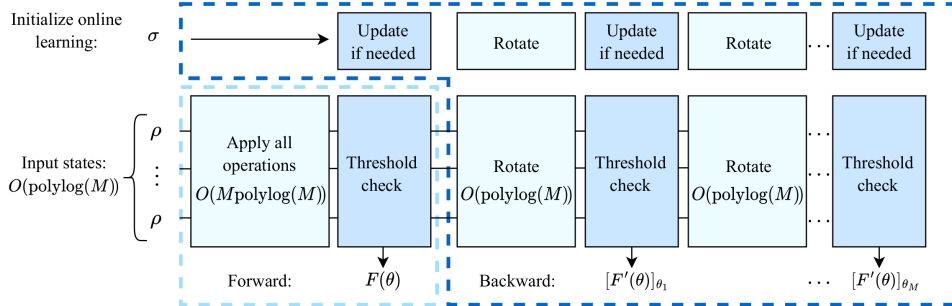 Initialize online
learning:
σ
Update
if needed
Rotate
Update
if needed
Rotate
...
Update
if needed
Input states:
O(polylog(M))
ρ
⋮
ρ
Apply all
operations
O(Mpolylog(M))
Threshold
check
Rotate
O(polylog(M))
Threshold
check
Rotate
O(polylog(M))
...
...
...
Threshold
check
Forward:
F(θ)
Backward:
[F′(θ)]θ₁
...
[F′(θ)]θ_M